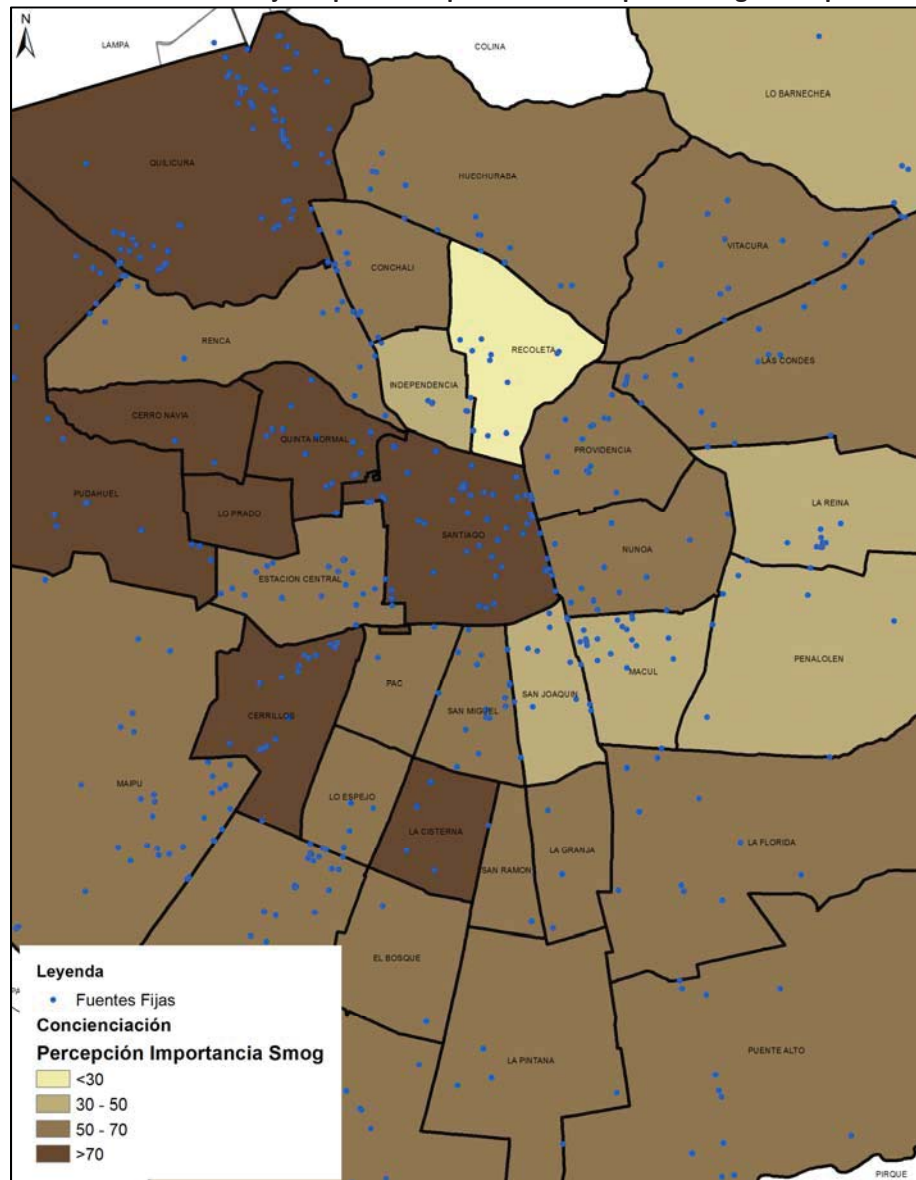 N
LAMPA
COLINA
LO BARNECHEA
QUILICURA
HUECHURABA
VITACURA
CONCHALI
RENCA
RECOLETA
LAS CONDES
INDEPENDENCIA
CERRO NAVIA
QUINTA NORMAL
PROVIDENCIA
PUDAHUEL
LA REINA
LO PRADO
SANTIAGO
NUNOA
ESTACION CENTRAL
PENALOLEN
MACUL
PAC
SAN JOAQUIN
CERRILLOS
SAN MIGUEL
MAIPU
LO ESPEJO
LA CISTERNA
LA FLORIDA
LA GRANJA
SAN RAMON
EL BOSQUE
LA PINTANA
PUENTE ALTO
PIRQUE
Leyenda
Fuentes Fijas
Concienciación
Percepción Importancia Smog
<30
30 - 50
50 - 70
>70